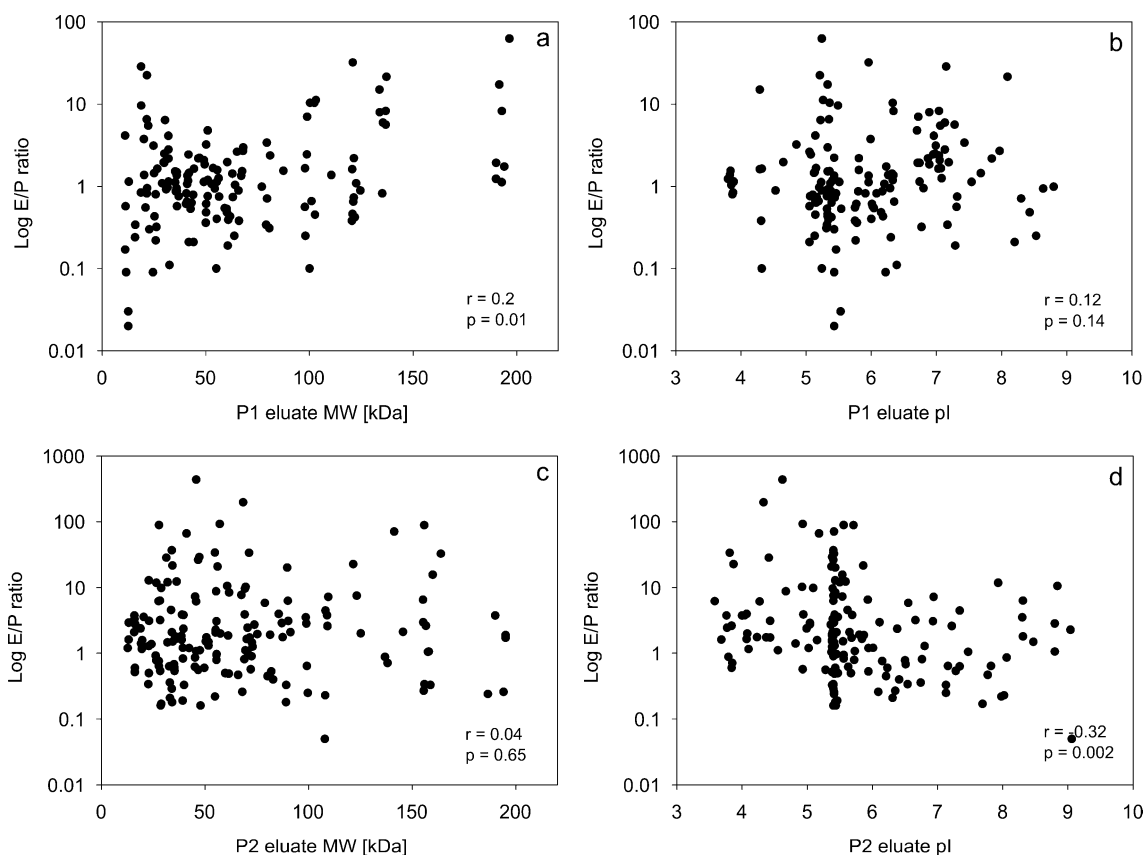 a
100
10
1
0.1
0.01
Log E/P ratio
r = 0.2
p = 0.01
0 50 100 150 200
P1 eluate MW [kDa]
b
100
10
1
0.1
0.01
Log E/P ratio
r = 0.12
p = 0.14
3 4 5 6 7 8 9 10
P1 eluate pI
c
1000
100
10
1
0.1
0.01
Log E/P ratio
r = 0.04
p = 0.65
0 50 100 150 200
P2 eluate MW [kDa]
d
1000
100
10
1
0.1
0.01
Log E/P ratio
r = -0.32
p = 0.002
3 4 5 6 7 8 9 10
P2 eluate pI